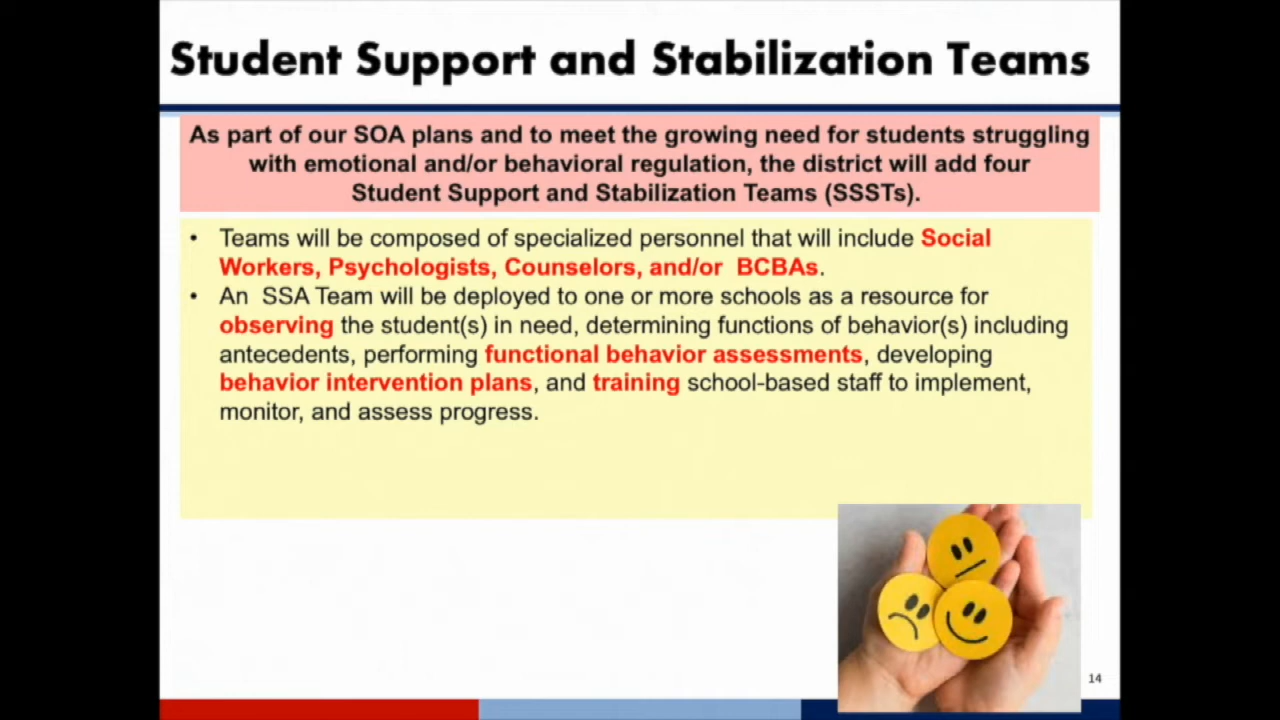 Student Support and Stabilization Teams
As part of our SOA plans and to meet the growing need for students struggling
with emotional and/or behavioral regulation, the district will add four
Student Support and Stabilization Teams (SSSTs).
• Teams will be composed of specialized personnel that will include Social
Workers, Psychologists, Counselors, and/or BCBAs.
• An SSA Team will be deployed to one or more schools as a resource for
observing the student(s) in need, determining functions of behavior(s) including
antecedents, performing functional behavior assessments, developing
behavior intervention plans, and training school-based staff to implement,
monitor, and assess progress.
14